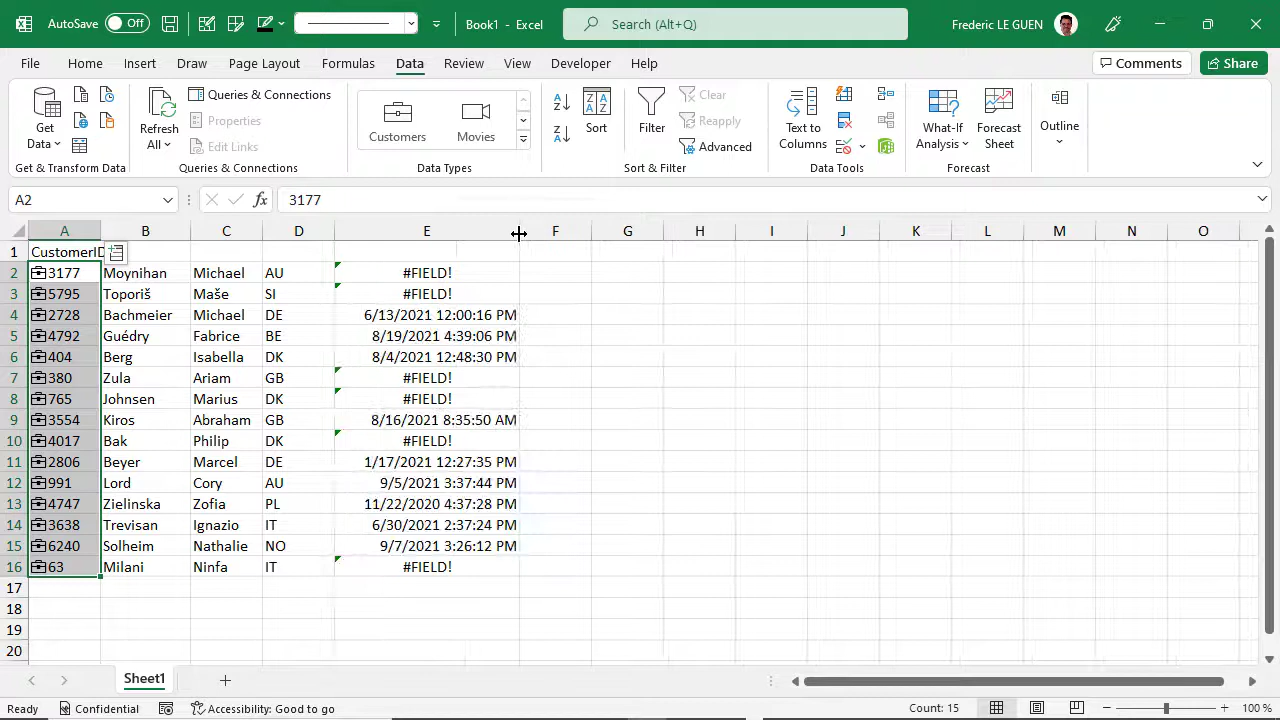 AutoSave Off Book1 - Excel Search (Alt+Q) Frederic LE GUEN
File Home Insert Draw Page Layout Formulas Data Review View Developer Help Comments Share
Get Data Refresh All Queries & Connections Properties Edit Links Customers Movies Sort Filter Clear Reapply Advanced Text to Columns What-If Analysis Forecast Sheet Outline
Get & Transform Data Queries & Connections Data Types Sort & Filter Data Tools Forecast
A2 fx 3177
A B C D E F G H I J K L M N O
1 CustomerID
2 3177 Moynihan Michael AU #FIELD!
3 5795 Toporiš Maše SI #FIELD!
4 2728 Bachmeier Michael DE 6/13/2021 12:00:16 PM
5 4792 Guédry Fabrice BE 8/19/2021 4:39:06 PM
6 404 Berg Isabella DK 8/4/2021 12:48:30 PM
7 380 Zula Ariam GB #FIELD!
8 765 Johnsen Marius DK #FIELD!
9 3554 Kiros Abraham GB 8/16/2021 8:35:50 AM
10 4017 Bak Philip DK #FIELD!
11 2806 Beyer Marcel DE 1/17/2021 12:27:35 PM
12 991 Lord Cory AU 9/5/2021 3:37:44 PM
13 4747 Zielinska Zofia PL 11/22/2020 4:37:28 PM
14 3638 Trevisan Ignazio IT 6/30/2021 2:37:24 PM
15 6240 Solheim Nathalie NO 9/7/2021 3:26:12 PM
16 63 Milani Ninfa IT #FIELD!
17
18
19
20
Sheet1
Ready Confidential Accessibility: Good to go Count: 15 100 %